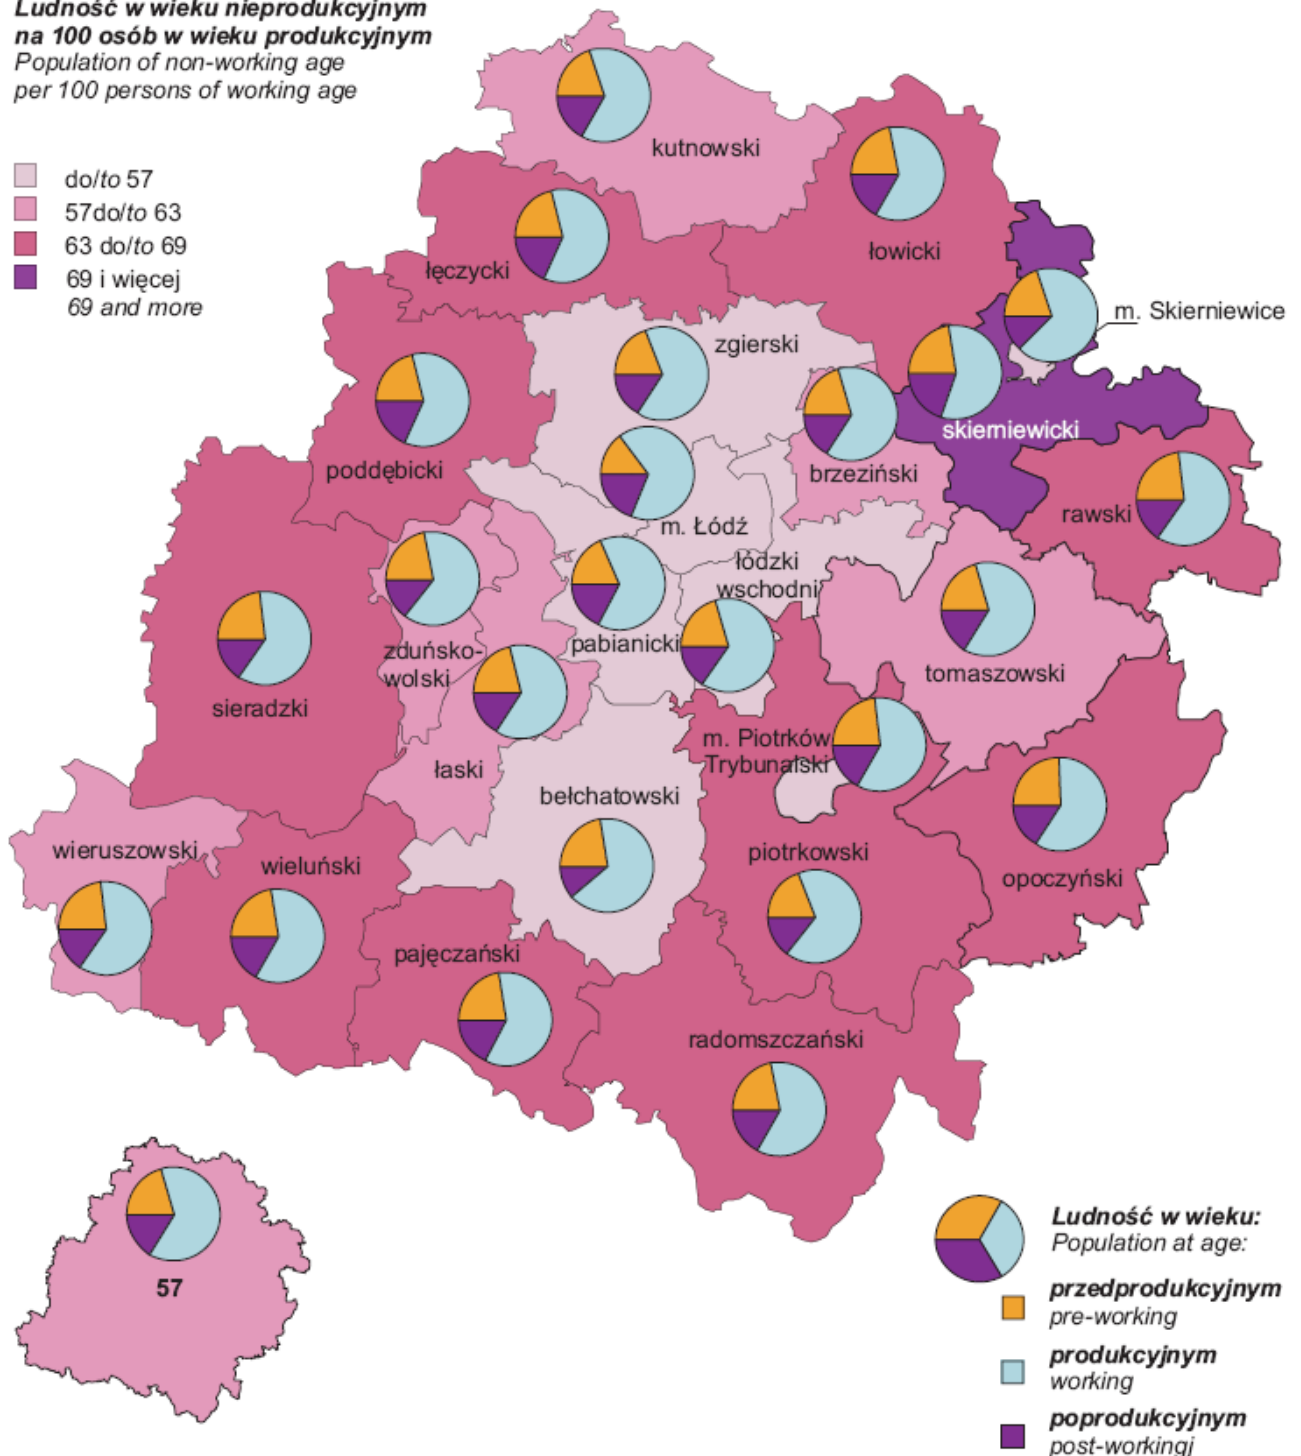 Ludność w wieku nieprodukcyjnym
na 100 osób w wieku produkcyjnym
Population of non-working age
per 100 persons of working age
do/to 57
57do/to 63
63 do/to 69
69 i więcej
69 and more
kutnowski
łowicki
łęczycki
m. Skierniewice
zgierski
skierniewicki
poddębicki
brzeziński
rawski
m. Łódź
łódzki
wschodni
pabianicki
zduńsko-
wolski
tomaszowski
sieradzki
m. Piotrków
Trybunalski
łaski
bełchatowski
wieruszowski
wieluński
piotrkowski
opoczyński
pajęczański
radomszczański
57
Ludność w wieku:
Population at age:
przedprodukcyjnym
pre-working
produkcyjnym
working
poprodukcyjnym
post-workingj